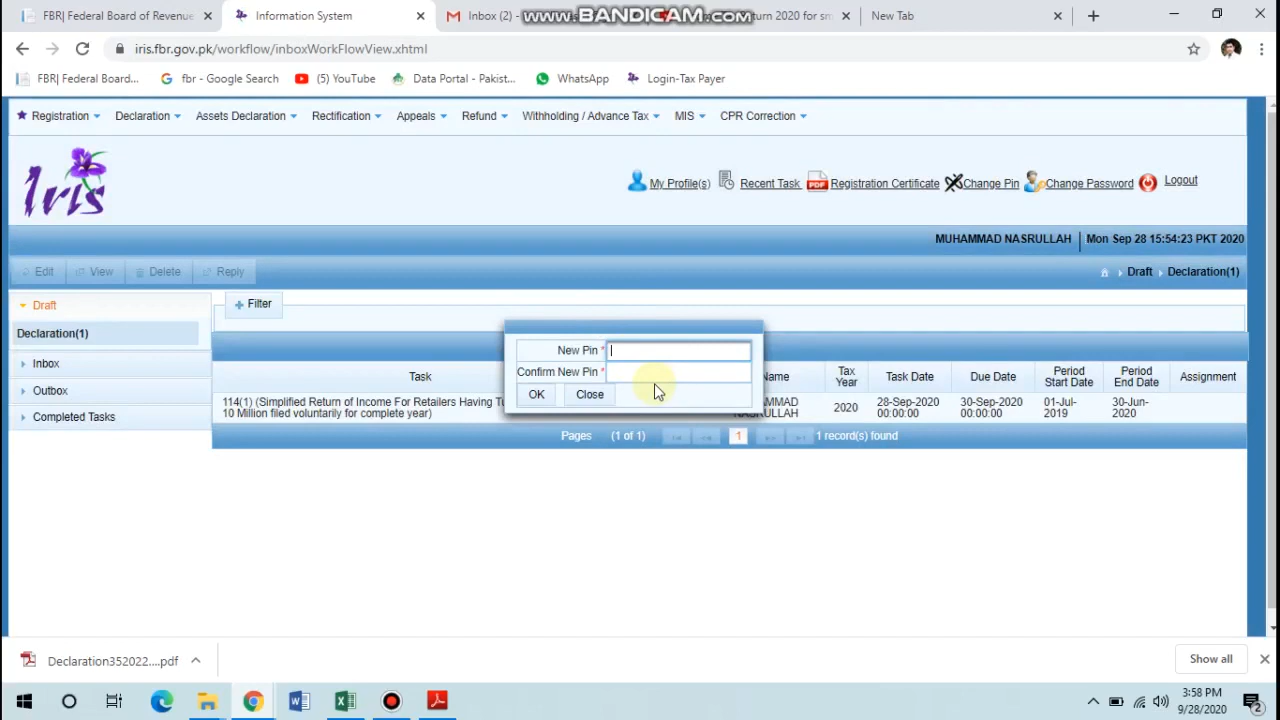 FBR| Federal Board of Revenue
Information System
Inbox (2) -
WWW.BANDICAM.COM
turn 2020 for sm
New Tab
iris.fbr.gov.pk/workflow/inboxWorkFlowView.xhtml
FBR| Federal Board...
fbr - Google Search
(5) YouTube
Data Portal - Pakist...
WhatsApp
Login-Tax Payer
Registration
Declaration
Assets Declaration
Rectification
Appeals
Refund
Withholding / Advance Tax
MIS
CPR Correction
Iris
My Profile(s)
Recent Task
PDF
Registration Certificate
Change Pin
Change Password
Logout
MUHAMMAD NASRULLAH
Mon Sep 28 15:54:23 PKT 2020
Edit
View
Delete
Reply
Draft
Declaration(1)
Draft
Declaration(1)
Inbox
Outbox
Completed Tasks
+ Filter
New Pin *
Confirm New Pin *
OK
Close
Task
Name
Tax
Year
Task Date
Due Date
Period
Start Date
Period
End Date
Assignment
114(1) (Simplified Return of Income For Retailers Having Tu
10 Million filed voluntarily for complete year)
AMMAD
NASRULLAH
2020
28-Sep-2020
00:00:00
30-Sep-2020
00:00:00
01-Jul-
2019
30-Jun-
2020
Pages
(1 of 1)
1
1 record(s) found
Declaration352022....pdf
Show all
3:58 PM
9/28/2020
2